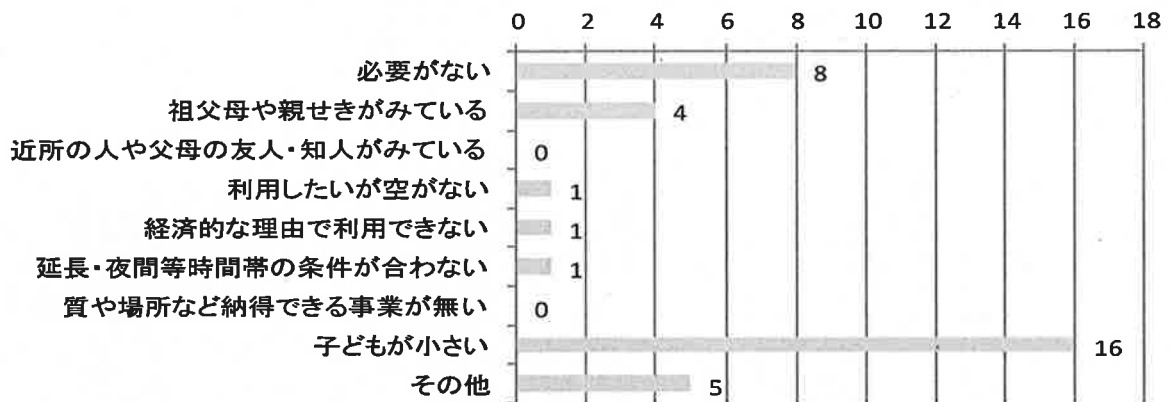 0 2 4 6 8 10 12 14 16 18
必要がない 8
祖父母や親せきがみている 4
近所の人や父母の友人・知人がみている 0
利用したいが空がない 1
経済的な理由で利用できない 1
延長・夜間等時間帯の条件が合わない 1
質や場所など納得できる事業が無い 0
子どもが小さい 16
その他 5